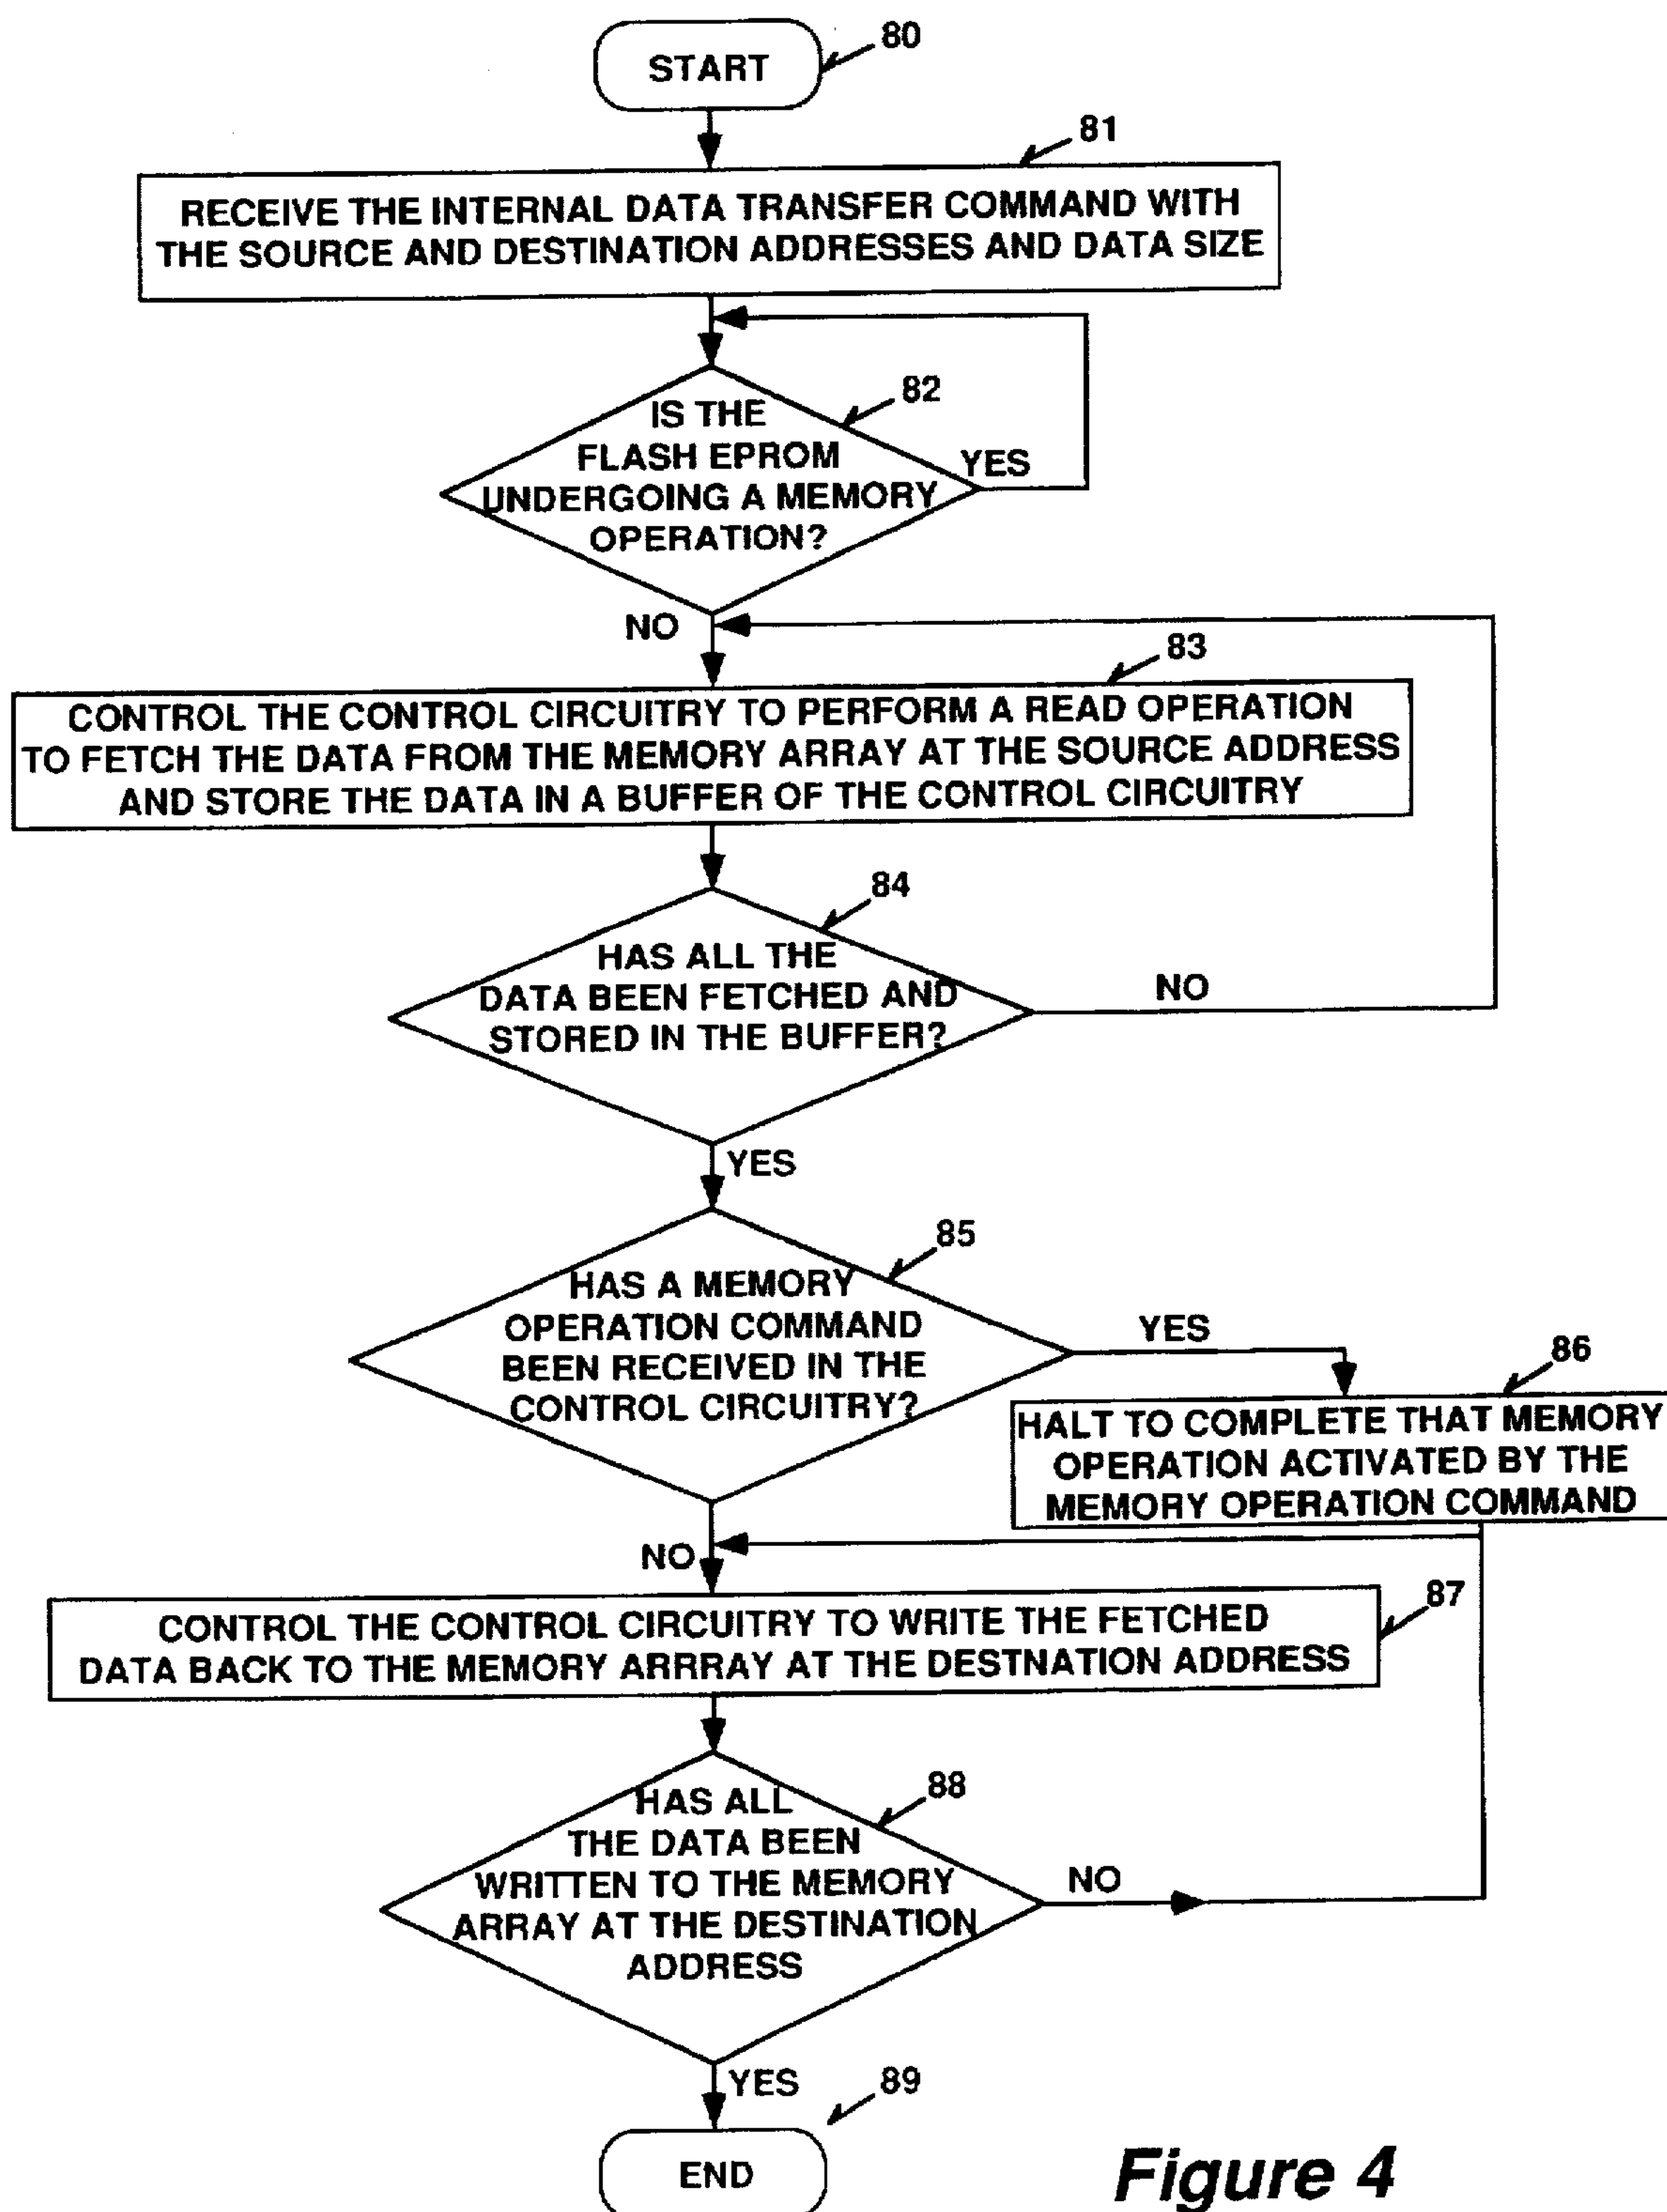 START
80
81
RECEIVE THE INTERNAL DATA TRANSFER COMMAND WITH
THE SOURCE AND DESTINATION ADDRESSES AND DATA SIZE
82
IS THE
FLASH EPROM
UNDERGOING A MEMORY
OPERATION?
YES
NO
83
CONTROL THE CONTROL CIRCUITRY TO PERFORM A READ OPERATION
TO FETCH THE DATA FROM THE MEMORY ARRAY AT THE SOURCE ADDRESS
AND STORE THE DATA IN A BUFFER OF THE CONTROL CIRCUITRY
84
HAS ALL THE
DATA BEEN FETCHED AND
STORED IN THE BUFFER?
NO
YES
85
HAS A MEMORY
OPERATION COMMAND
BEEN RECEIVED IN THE
CONTROL CIRCUITRY?
YES
86
HALT TO COMPLETE THAT MEMORY
OPERATION ACTIVATED BY THE
MEMORY OPERATION COMMAND
NO
87
CONTROL THE CONTROL CIRCUITRY TO WRITE THE FETCHED
DATA BACK TO THE MEMORY ARRRAY AT THE DESTNATION ADDRESS
88
HAS ALL
THE DATA BEEN
WRITTEN TO THE MEMORY
ARRAY AT THE DESTINATION
ADDRESS
NO
YES
89
END
Figure 4